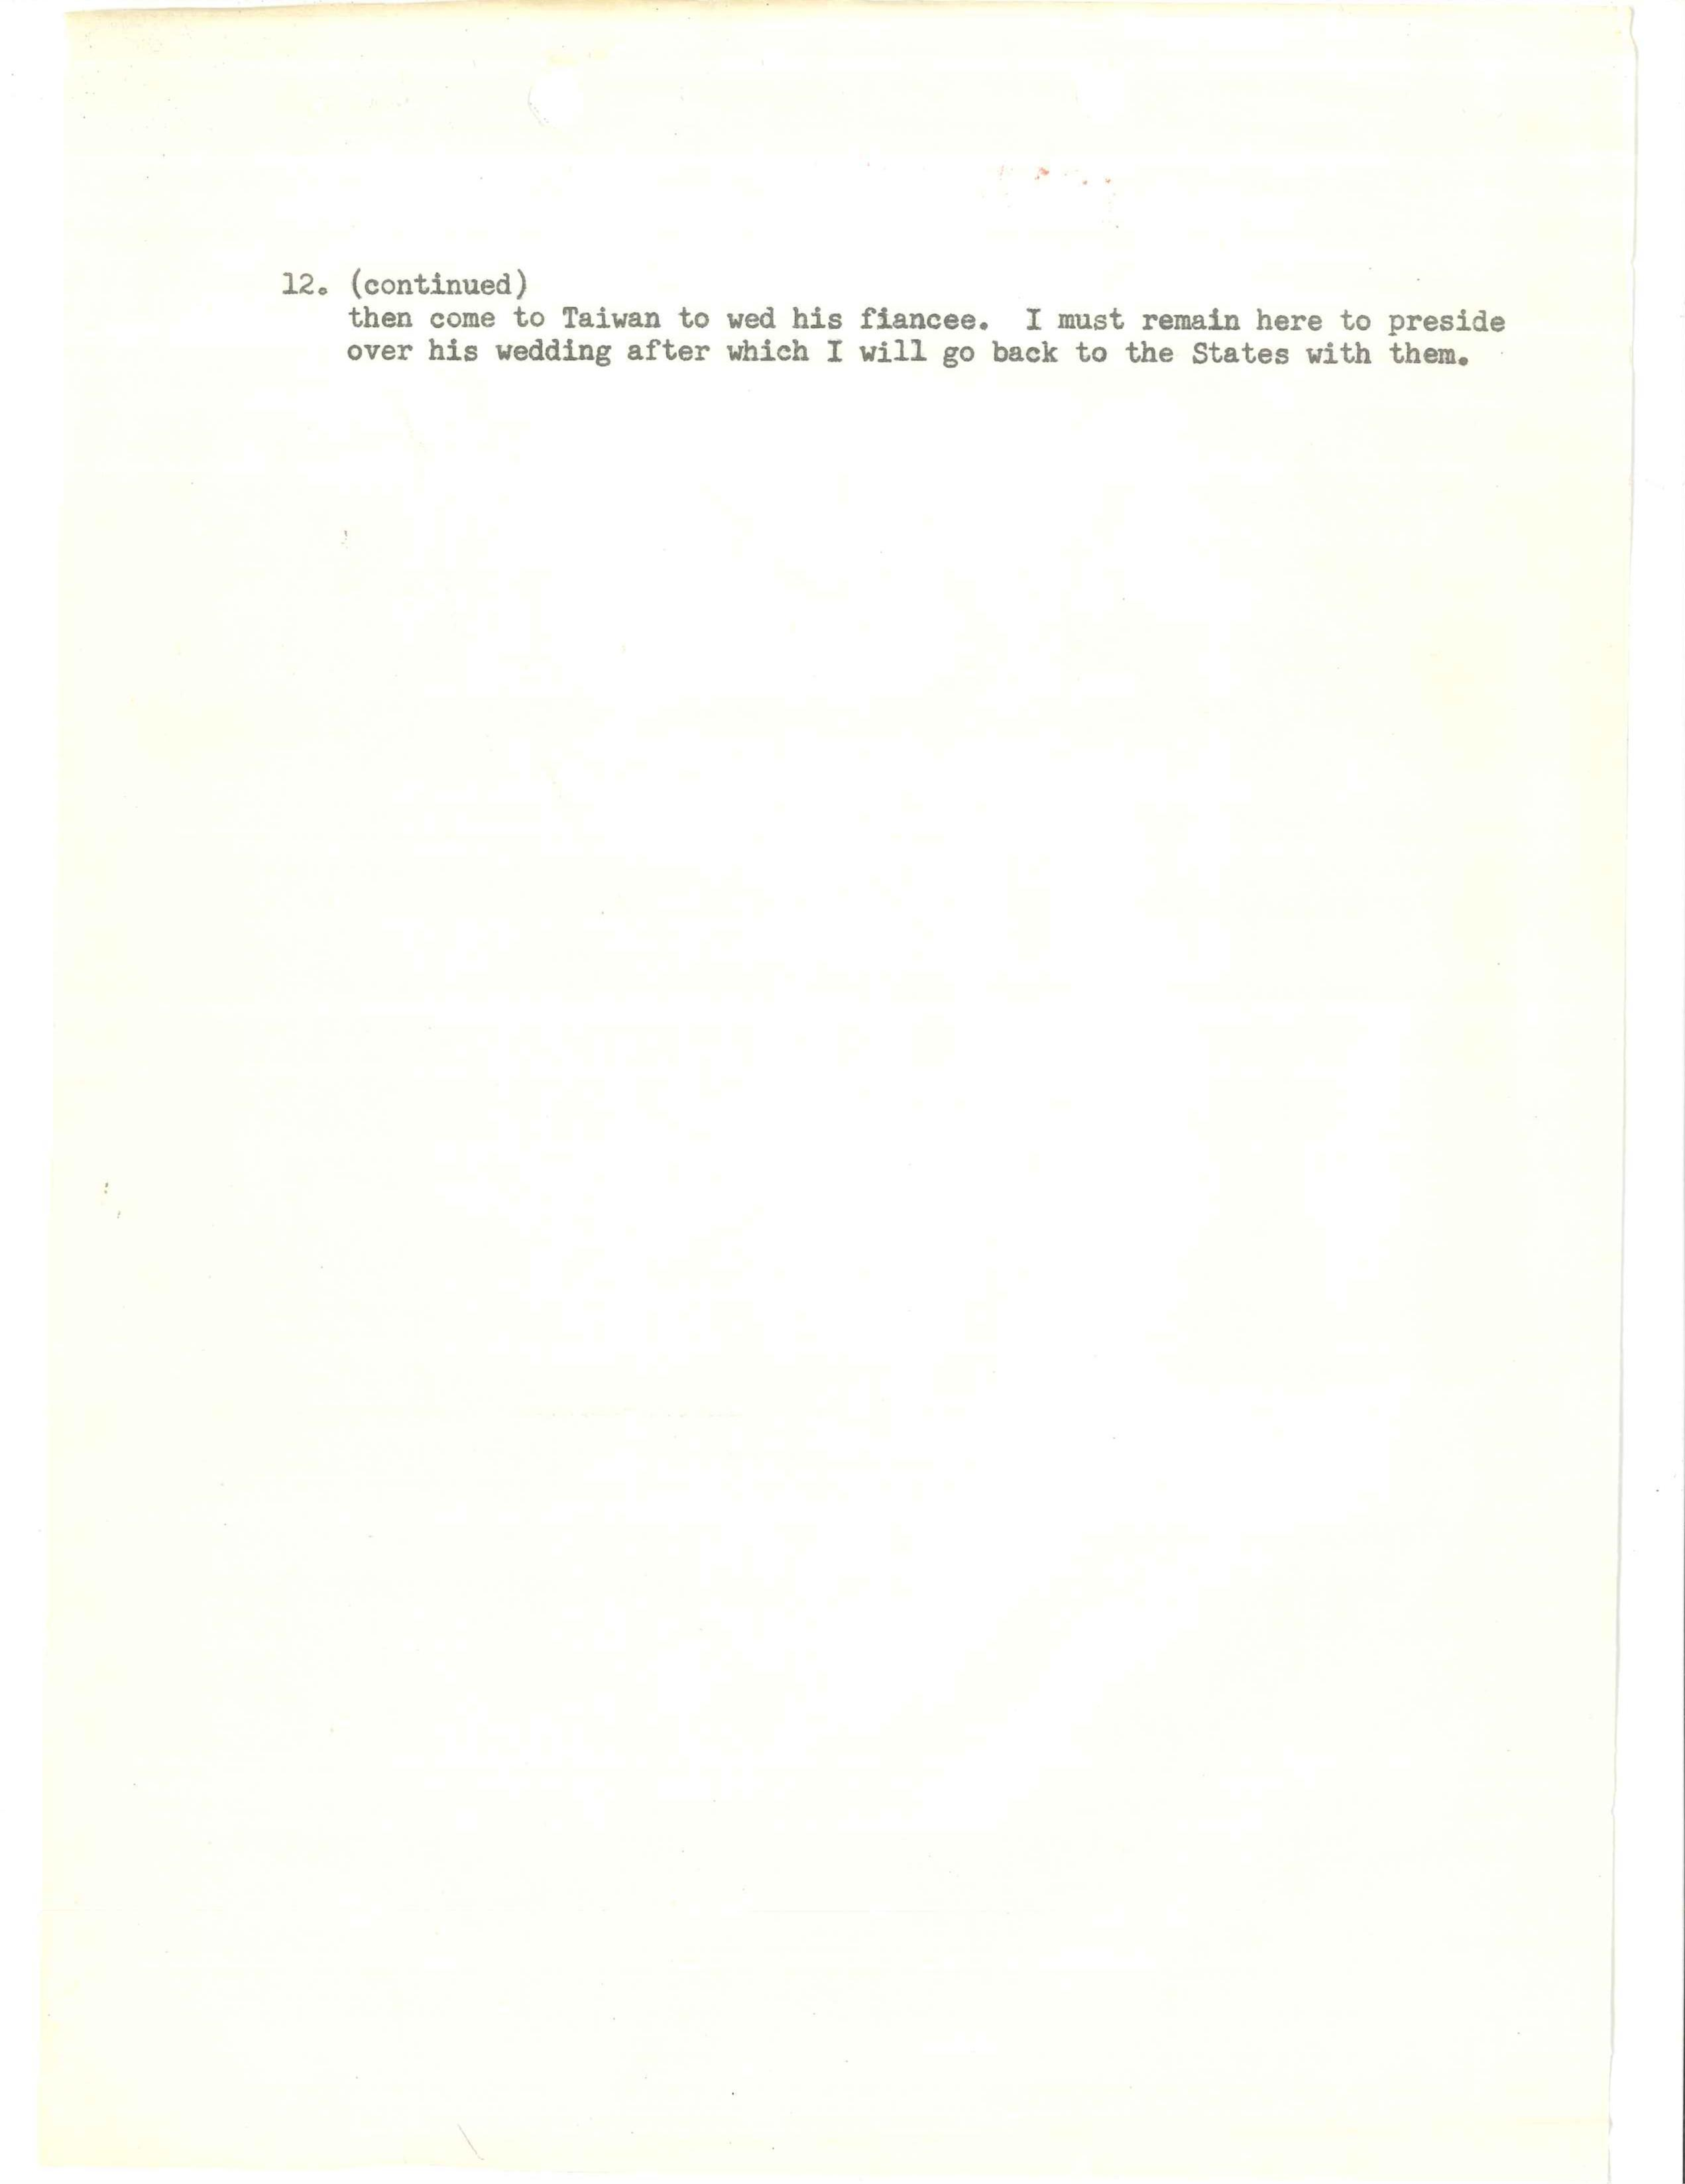 12. (continued)
then come to Taiwan to wed his fiancee. I must remain here to preside
over his wedding after which I will go back to the States with them.